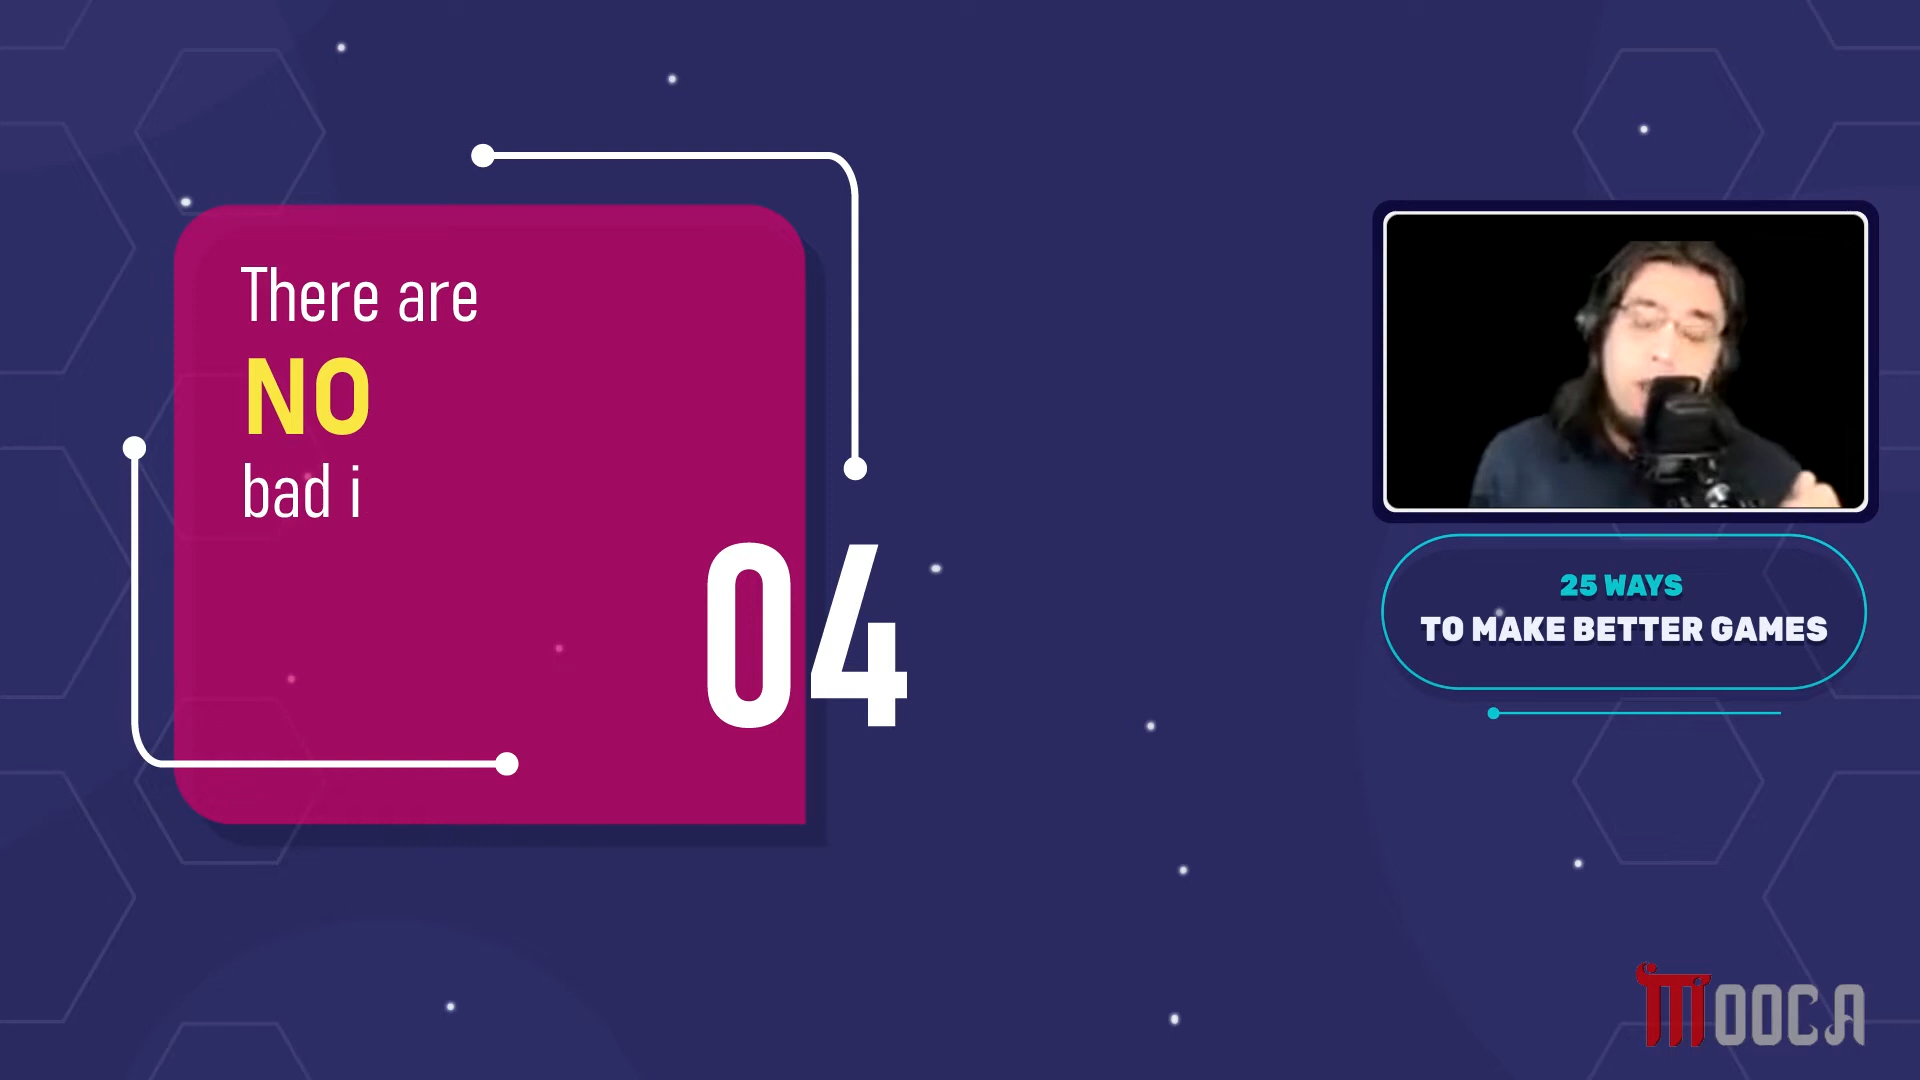 There are
NO
bad i
04
25 WAYS
TO MAKE BETTER GAMES
MOOCA